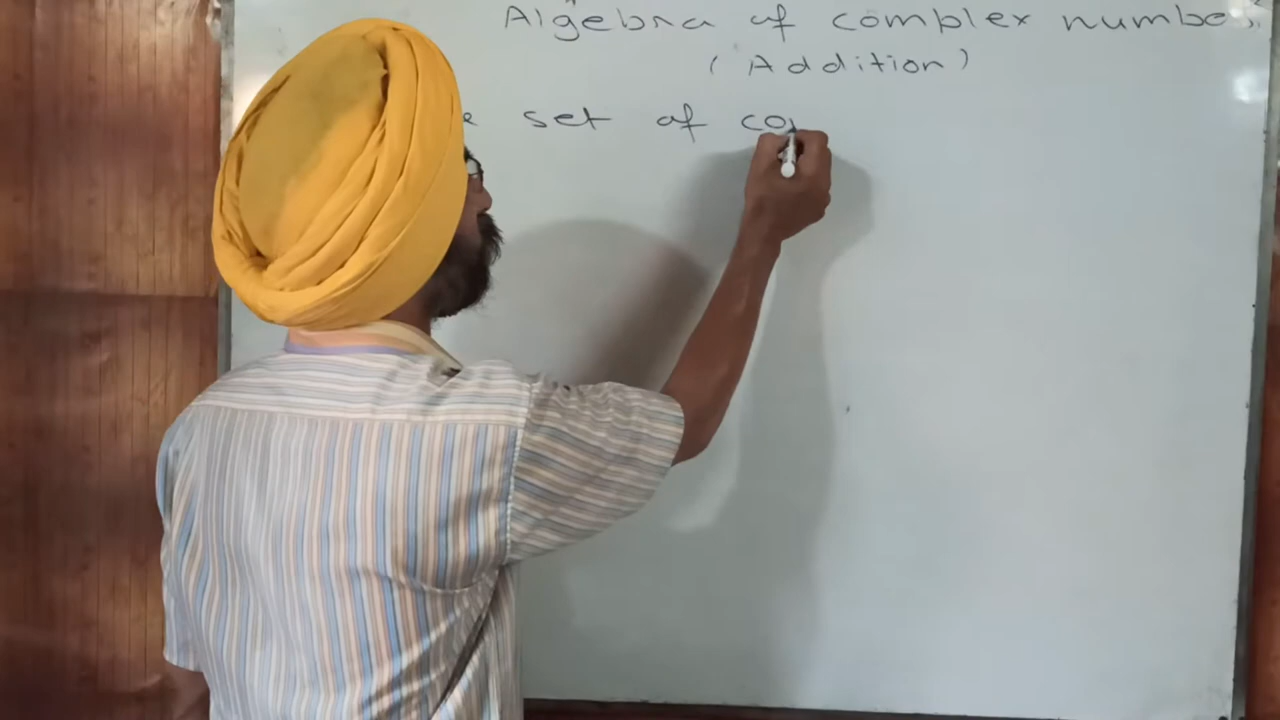 Algebra of complex numbe
(Addition)
set of co